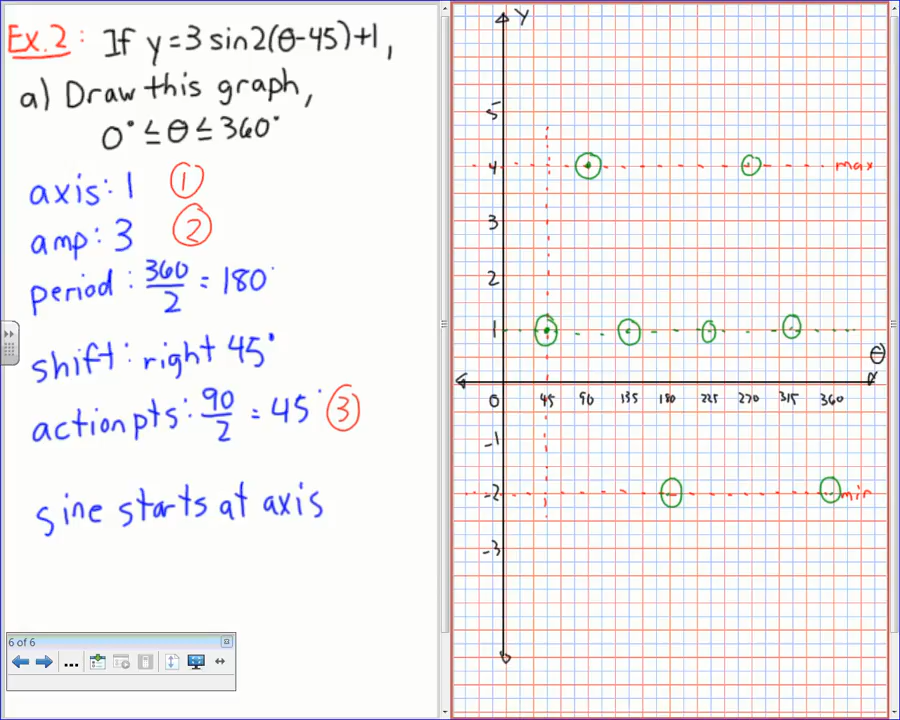 Ex.2: If y=3 sin2(θ-45)+1,
a) Draw this graph,
0° ≤ θ ≤ 360°
axis: 1 ①
amp: 3 ②
period: 360/2 = 180°
shift: right 45°
action pts: 90/2 = 45° ③
sine starts at axis
6 of 6
y
5
4 max
3
2
1
θ
0 45 90 135 180 225 270 315 360
-1
-2 min
-3